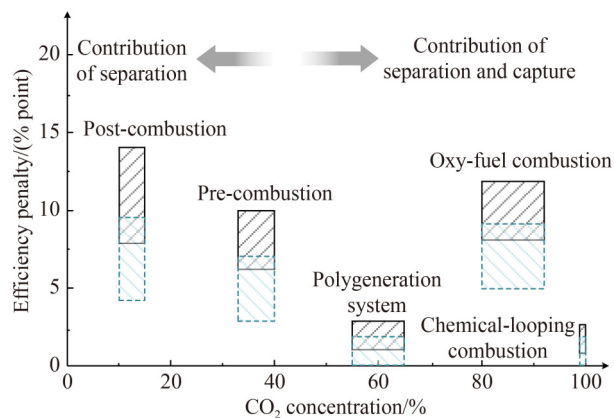 Contribution
of separation
Contribution of
separation and capture
Post-combustion
Pre-combustion
Oxy-fuel combustion
Polygeneration
system
Chemical-looping
combustion
Efficiency penalty/(% point)
20
15
10
5
0
0
20
40
60
80
100
CO₂ concentration/%